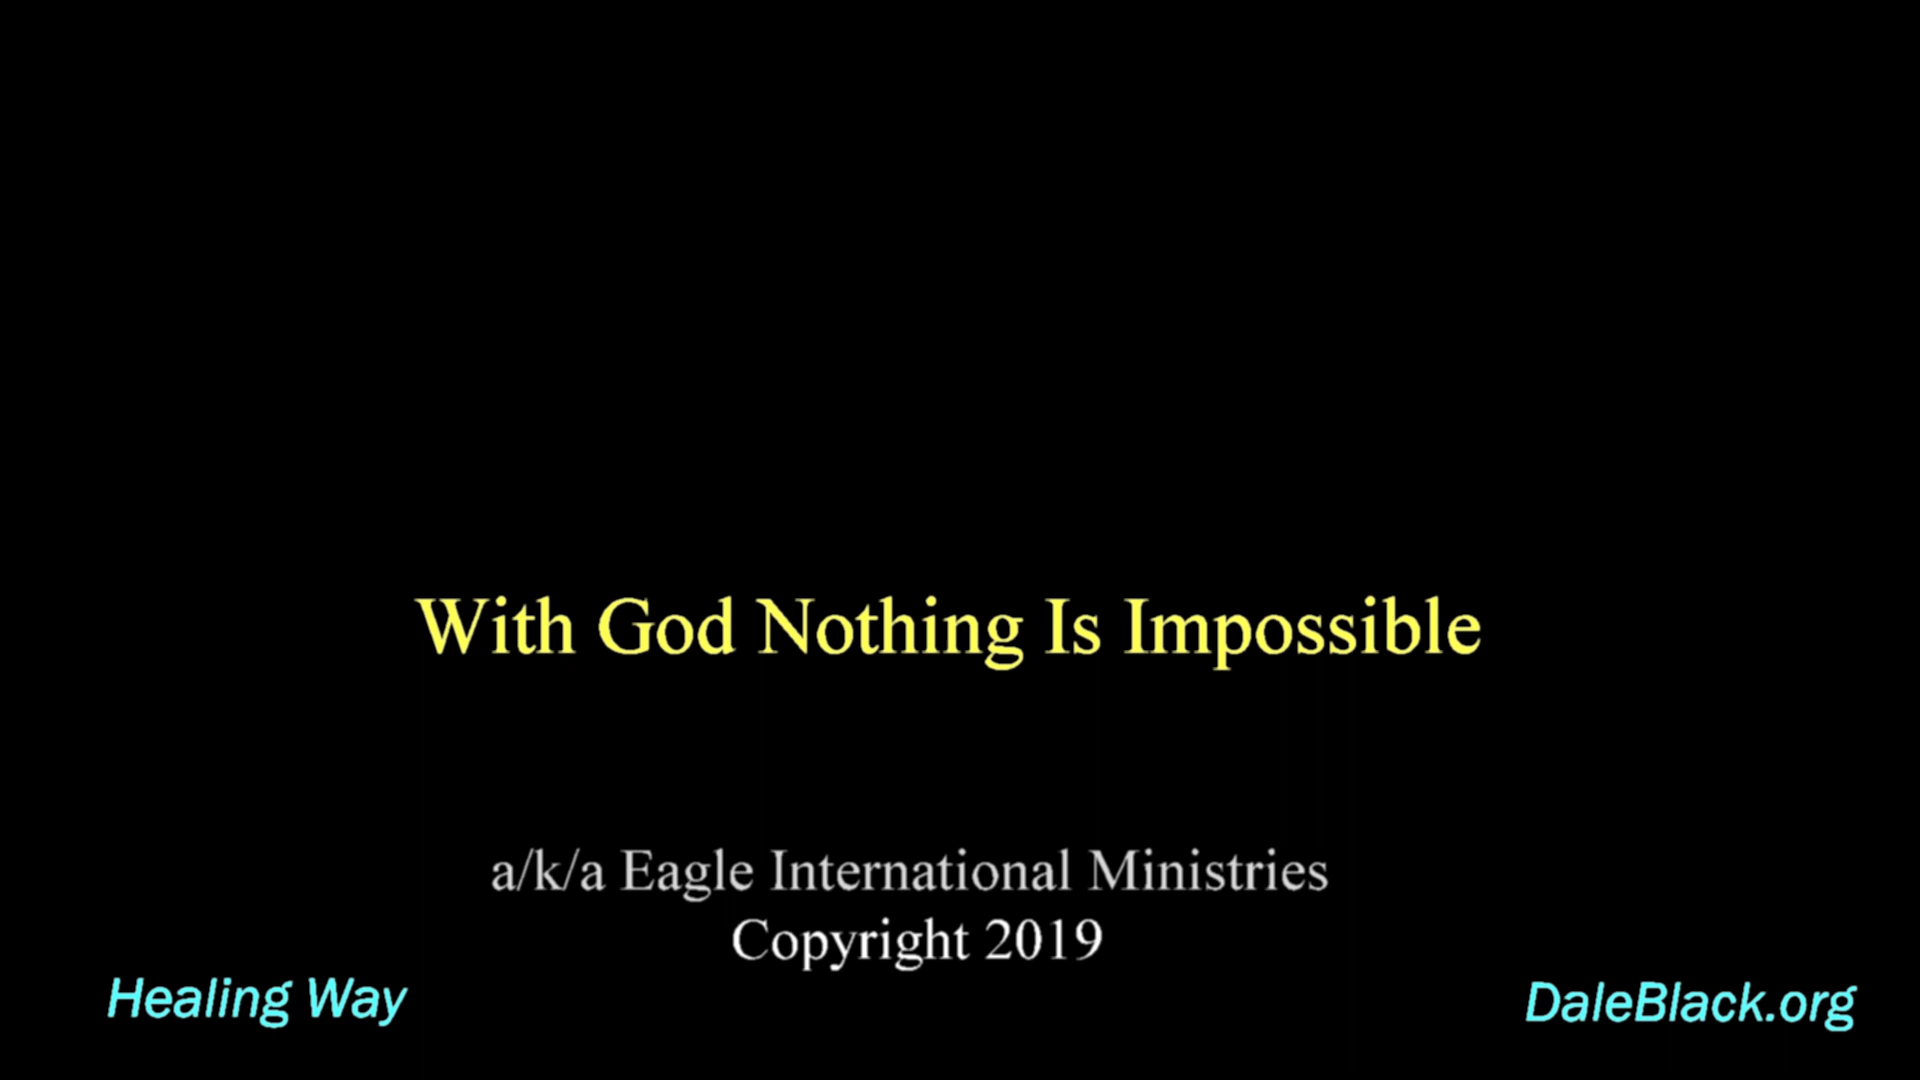 With God Nothing Is Impossible
a/k/a Eagle International Ministries
Copyright 2019
Healing Way
DaleBlack.org